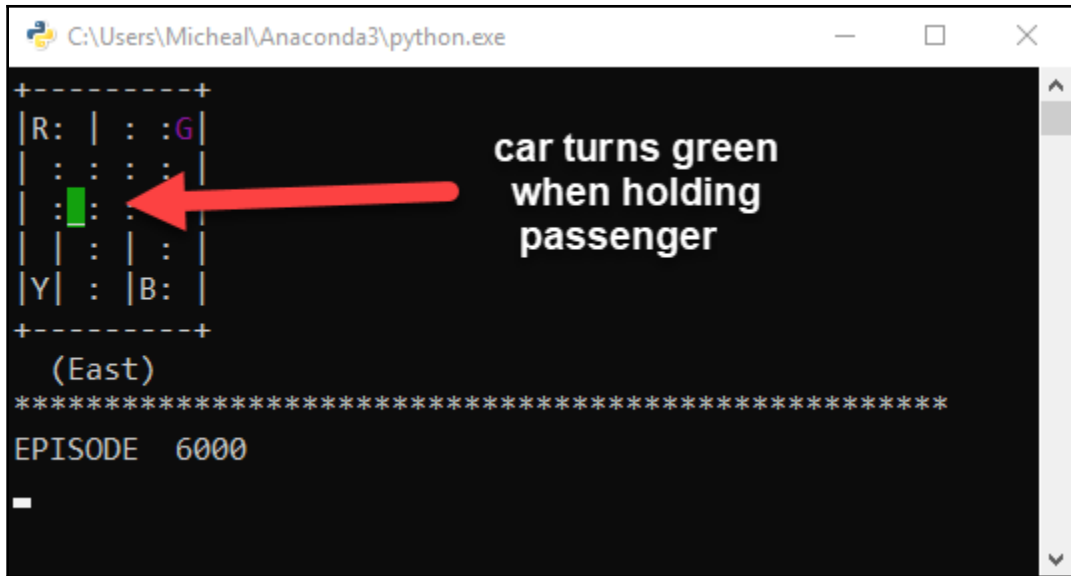 C:\Users\Micheal\Anaconda3\python.exe
+---------+
|R: | : :G|
| : : : : |
| :_: : |
| | : | : |
|Y| : |B: |
+---------+
(East)
****************************************************
EPISODE 6000
car turns green
when holding
passenger